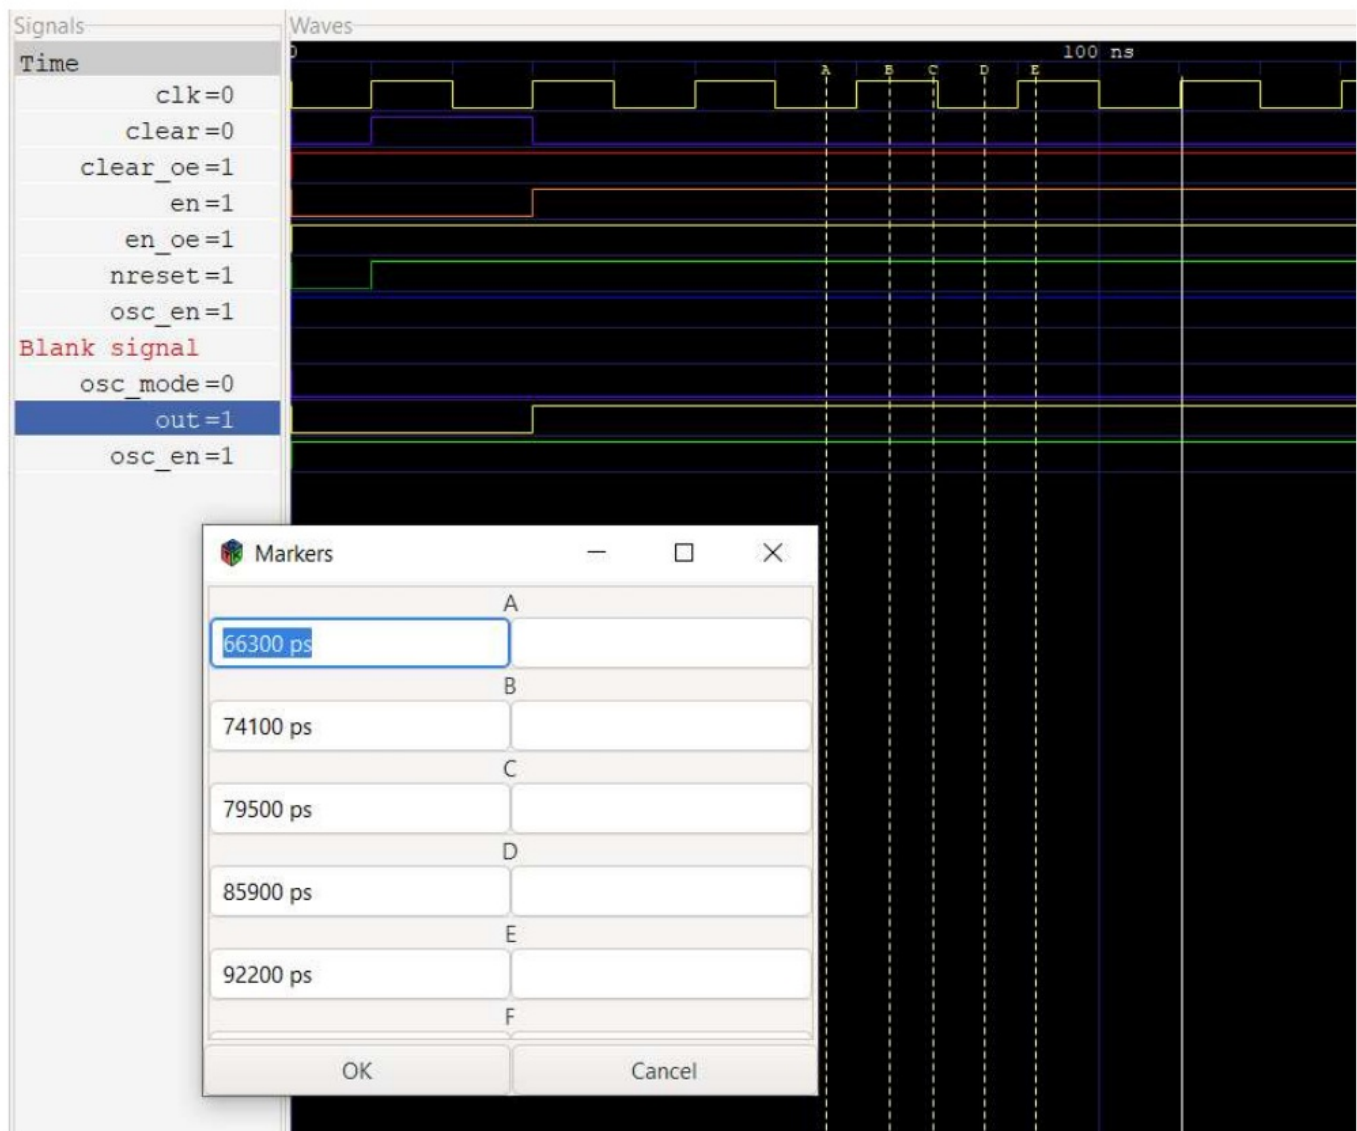 Signals
Waves
Time
0
100 ns
A B C D E
clk=0
clear=0
clear_oe=1
en=1
en_oe=1
nreset=1
osc_en=1
Blank signal
osc_mode=0
out=1
osc_en=1
Markers
A
66300 ps
B
74100 ps
C
79500 ps
D
85900 ps
E
92200 ps
F
OK
Cancel